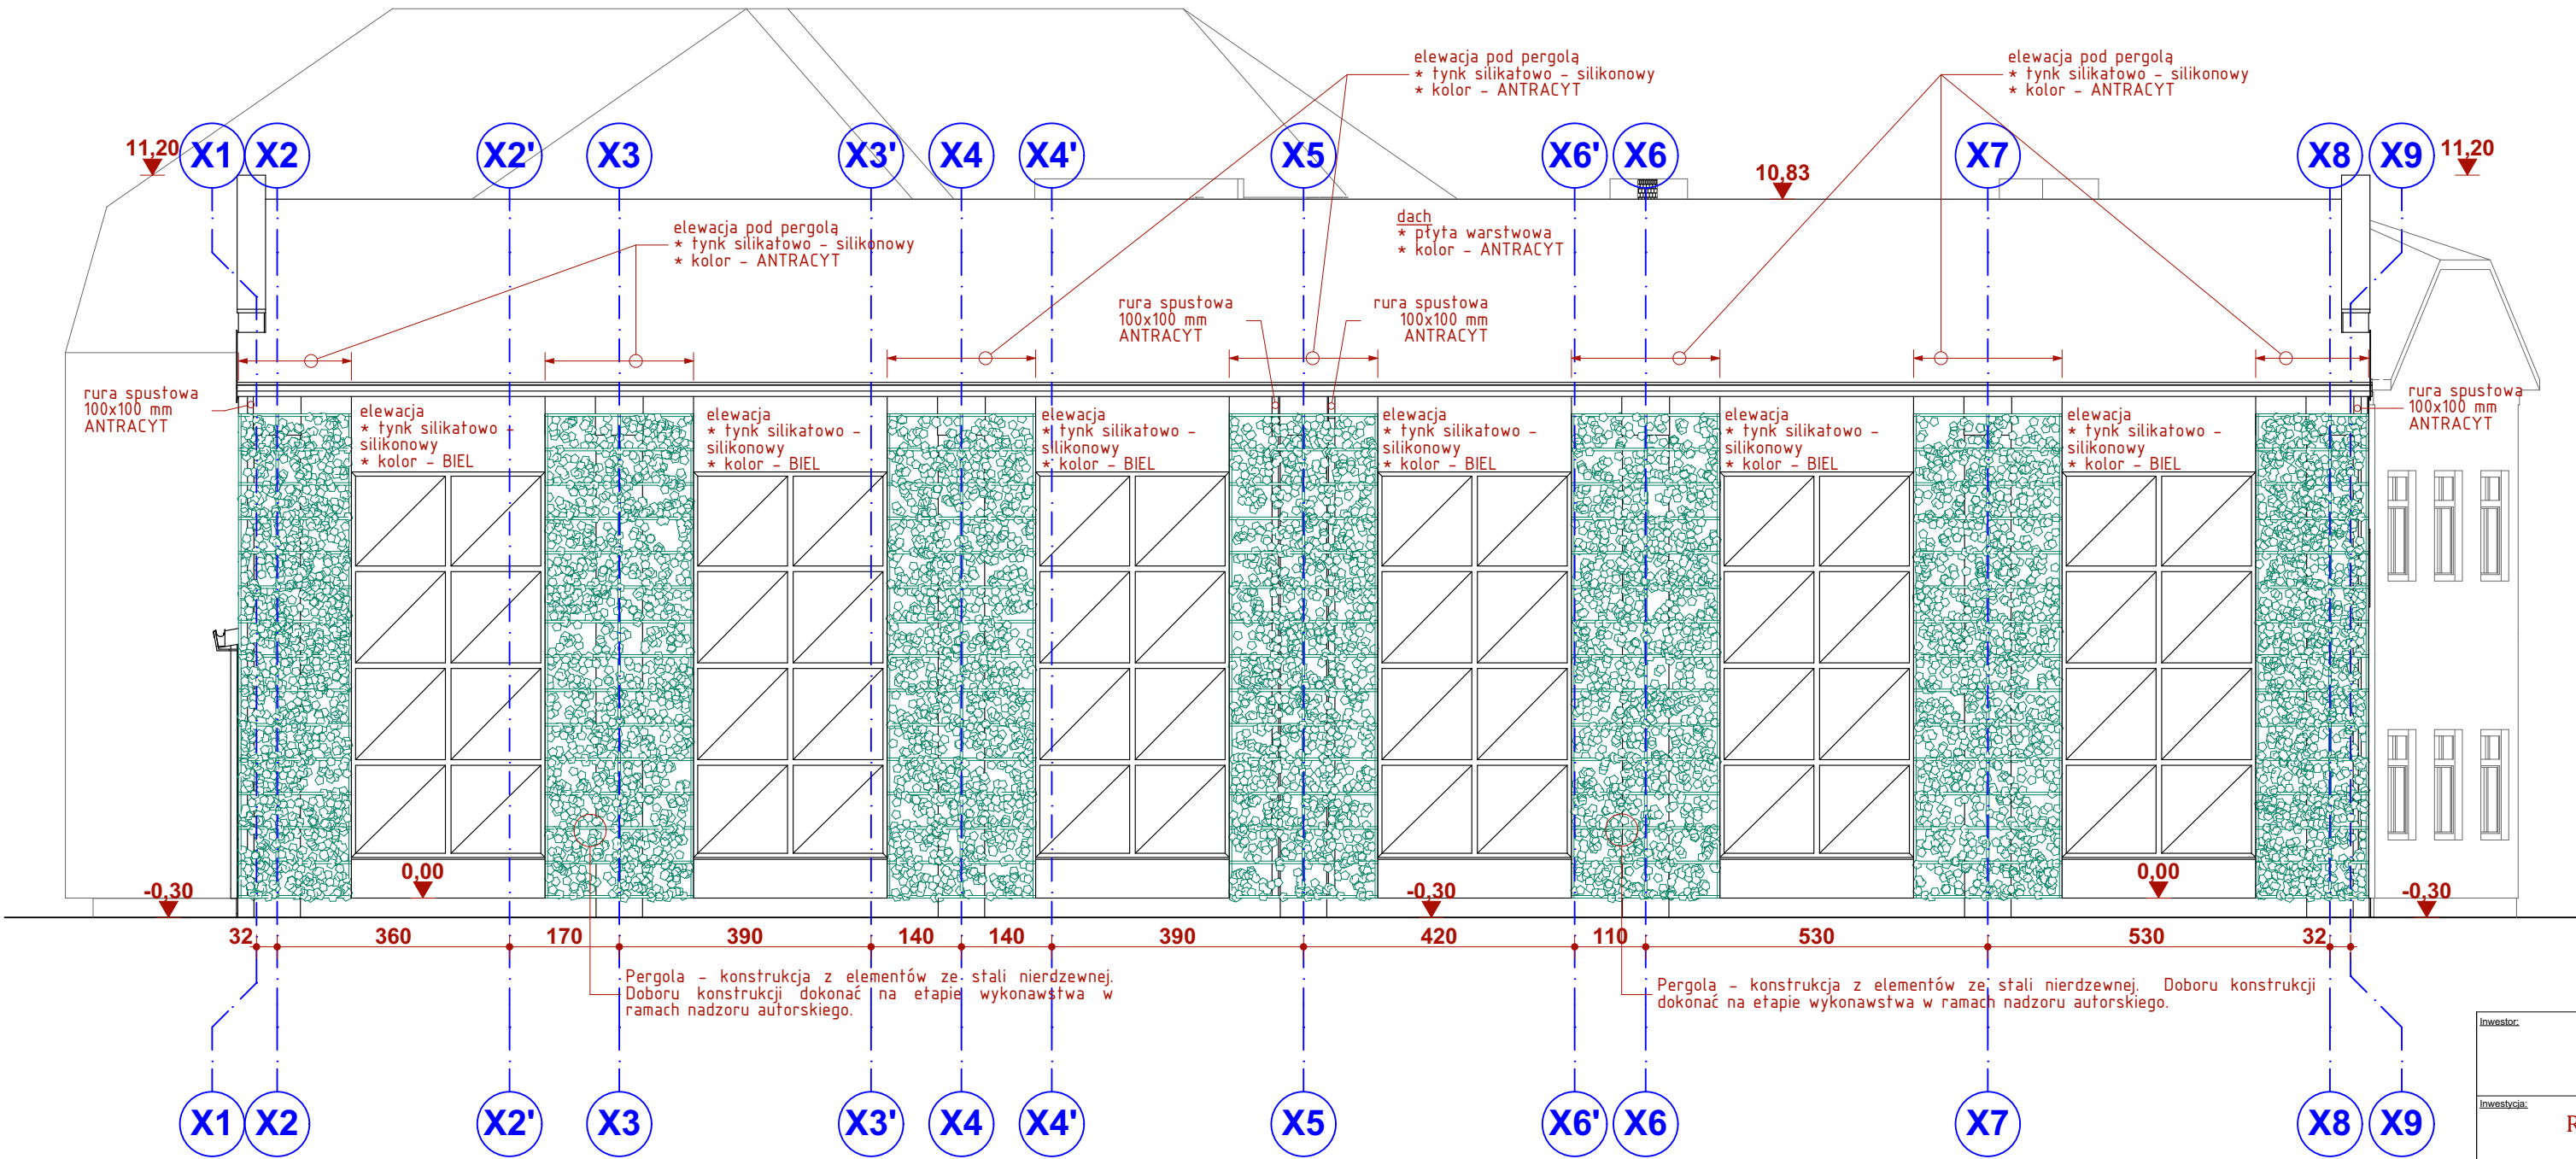 elewacja pod pergolą
* tynk silikatowo - silikonowy
* kolor - ANTRACYT
elewacja pod pergolą
* tynk silikatowo - silikonowy
* kolor - ANTRACYT
11,20
X1
X2
X2'
X3
X3'
X4
X4'
X5
X6'
X6
10,83
X7
X8
X9
11,20
elewacja pod pergolą
* tynk silikatowo - silikonowy
* kolor - ANTRACYT
dach
* płyta warstwowa
* kolor - ANTRACYT
rura spustowa
100x100 mm
ANTRACYT
rura spustowa
100x100 mm
ANTRACYT
rura spustowa
100x100 mm
ANTRACYT
rura spustowa
100x100 mm
ANTRACYT
elewacja
* tynk silikatowo -
silikonowy
* kolor - BIEL
elewacja
* tynk silikatowo -
silikonowy
* kolor - BIEL
elewacja
* tynk silikatowo -
silikonowy
* kolor - BIEL
elewacja
* tynk silikatowo -
silikonowy
* kolor - BIEL
elewacja
* tynk silikatowo -
silikonowy
* kolor - BIEL
elewacja
* tynk silikatowo -
silikonowy
* kolor - BIEL
-0,30
0,00
-0,30
0,00
-0,30
32
360
170
390
140
140
390
420
110
530
530
32
Pergola - konstrukcja z elementów ze stali nierdzewnej.
Doboru konstrukcji dokonać na etapie wykonawstwa w
ramach nadzoru autorskiego.
Pergola - konstrukcja z elementów ze stali nierdzewnej. Doboru konstrukcji
dokonać na etapie wykonawstwa w ramach nadzoru autorskiego.
Inwestor:
Inwestycja:
R
X1
X2
X2'
X3
X3'
X4
X4'
X5
X6'
X6
X7
X8
X9